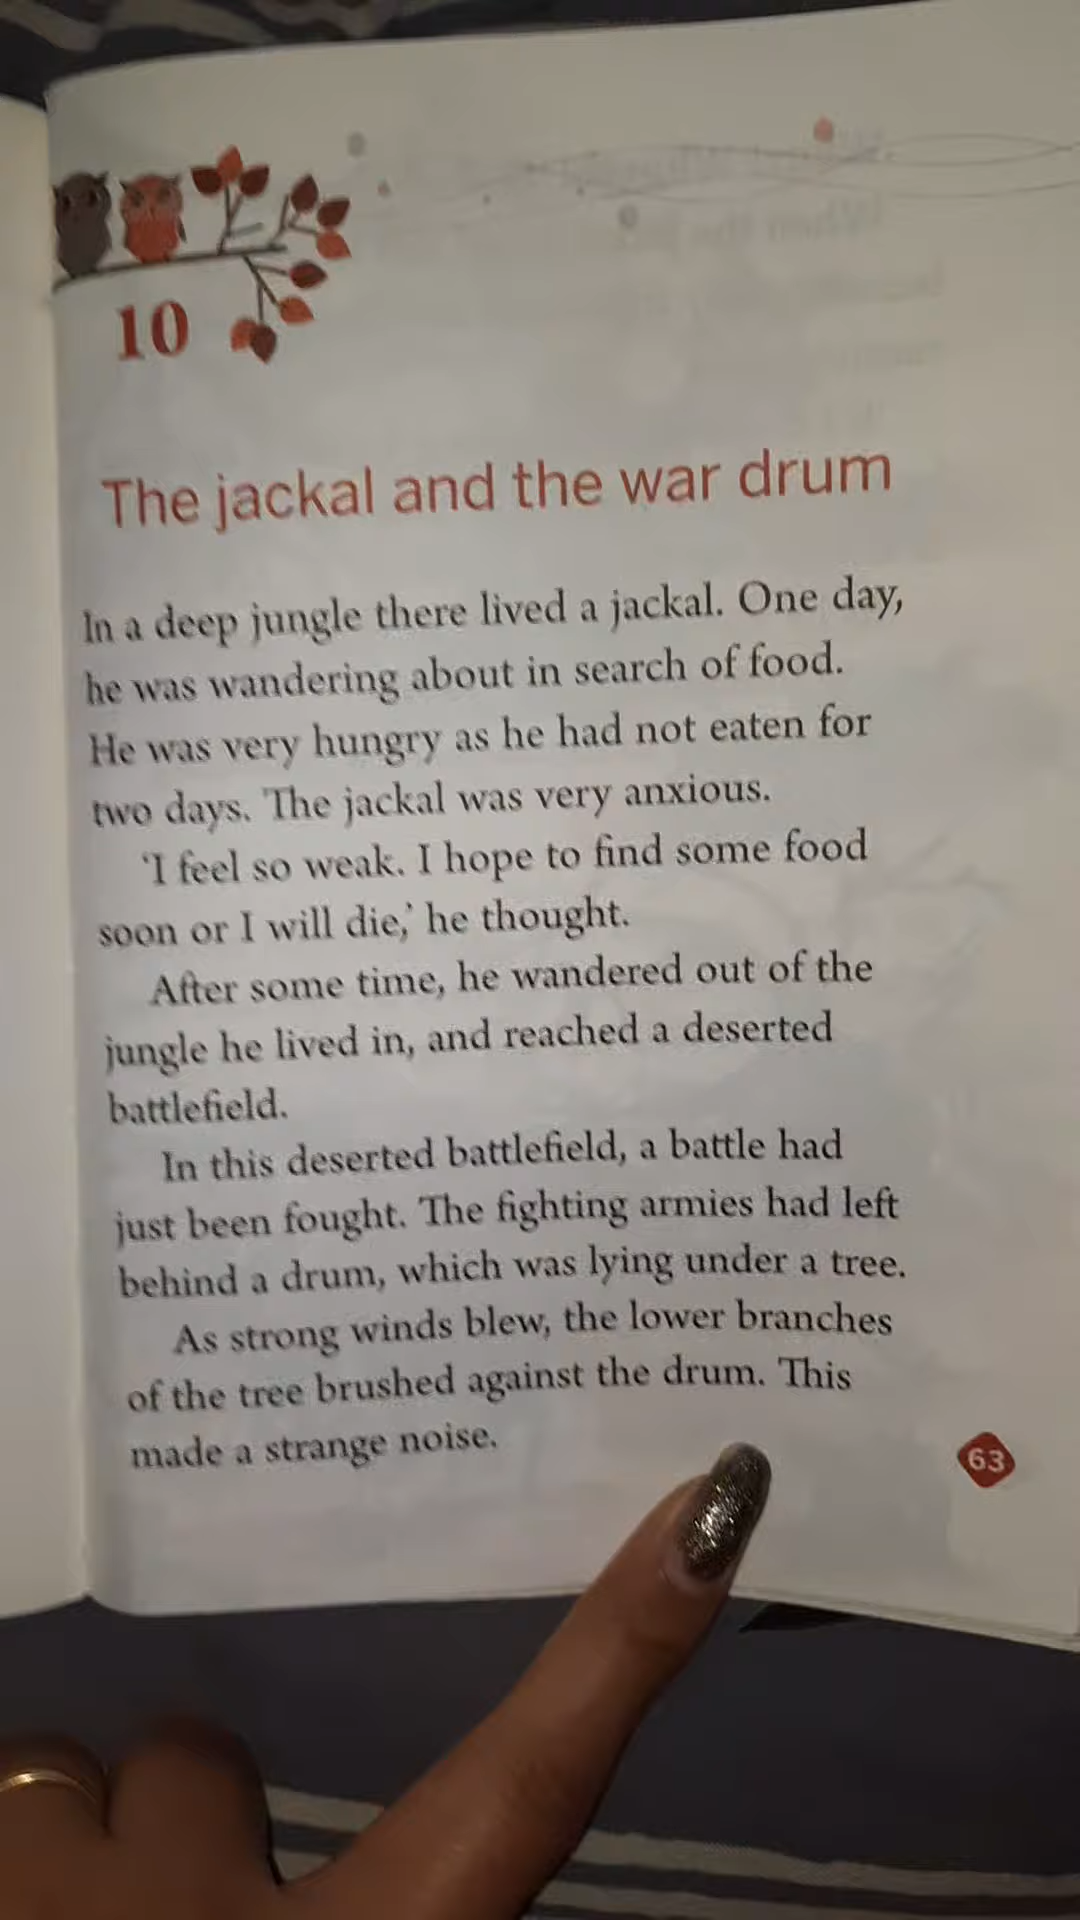 10
The jackal and the war drum
In a deep jungle there lived a jackal. One day,
he was wandering about in search of food.
He was very hungry as he had not eaten for
two days. The jackal was very anxious.
‘I feel so weak. I hope to find some food
soon or I will die,’ he thought.
After some time, he wandered out of the
jungle he lived in, and reached a deserted
battlefield.
In this deserted battlefield, a battle had
just been fought. The fighting armies had left
behind a drum, which was lying under a tree.
As strong winds blew, the lower branches
of the tree brushed against the drum. This
made a strange noise.
63